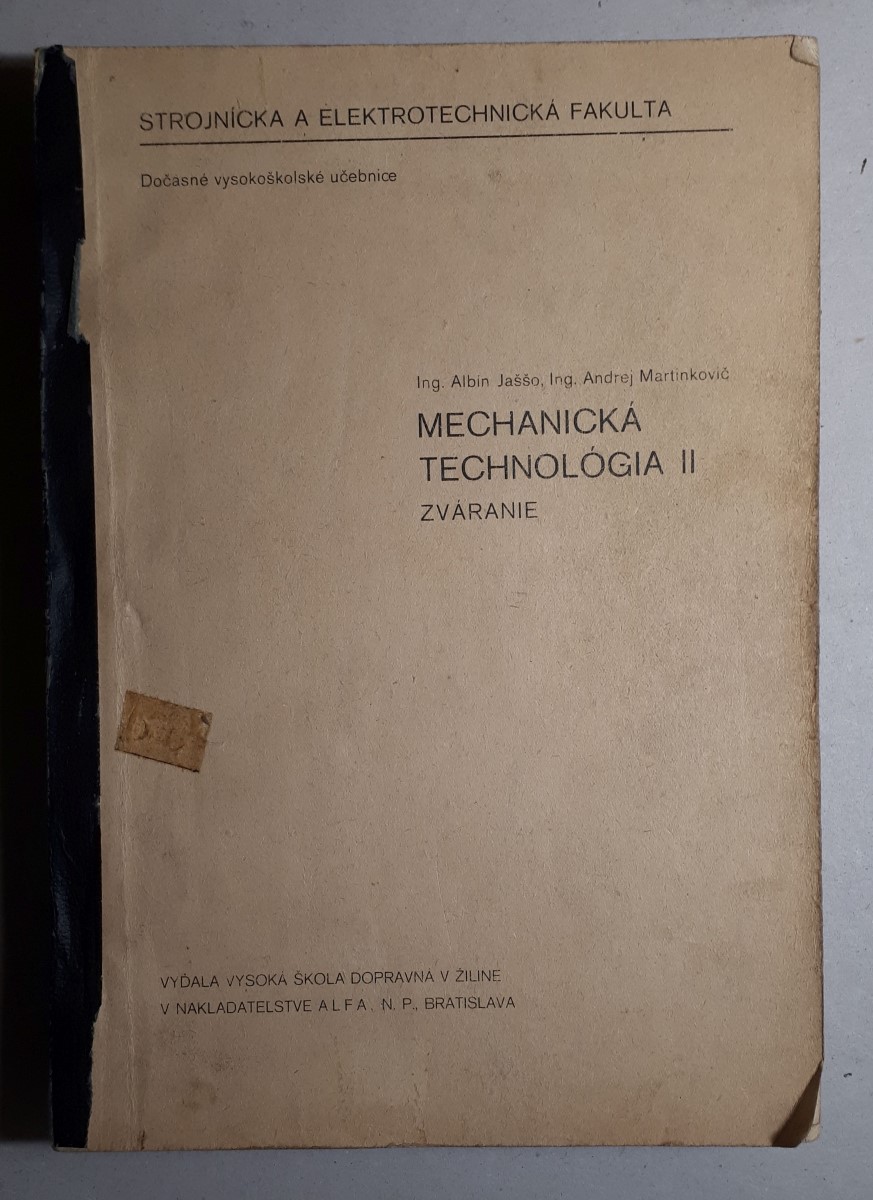 STROJNÍCKA A ELEKTROTECHNICKÁ FAKULTA
Dočasné vysokoškolské učebnice
Ing. Albín Jaššo, Ing. Andrej Martinkovič
MECHANICKÁ
TECHNOLÓGIA II
ZVÁRANIE
VYDALA VYSOKÁ ŠKOLA DOPRAVNÁ V ŽILINE
V NAKLADATELSTVE ALFA, N. P., BRATISLAVA